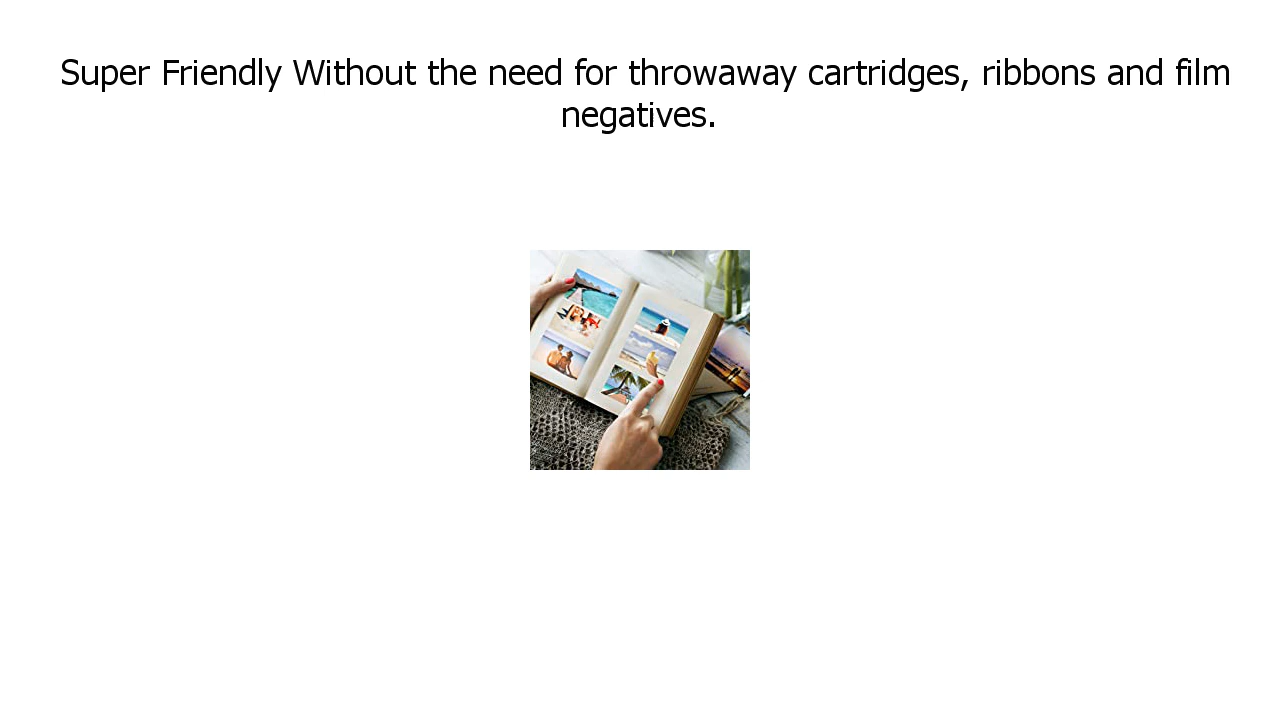 Super Friendly Without the need for throwaway cartridges, ribbons and film
negatives.